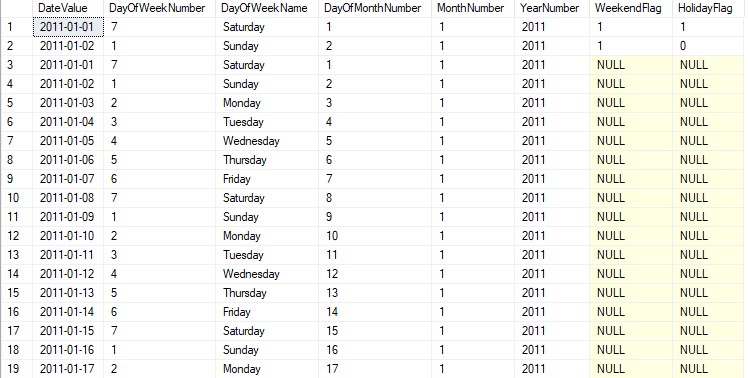 DateValue DayOfWeekNumber DayOfWeekName DayOfMonthNumber MonthNumber YearNumber WeekendFlag HolidayFlag
1 2011-01-01 7 Saturday 1 1 2011 1 1
2 2011-01-02 1 Sunday 2 1 2011 1 0
3 2011-01-01 7 Saturday 1 1 2011 NULL NULL
4 2011-01-02 1 Sunday 2 1 2011 NULL NULL
5 2011-01-03 2 Monday 3 1 2011 NULL NULL
6 2011-01-04 3 Tuesday 4 1 2011 NULL NULL
7 2011-01-05 4 Wednesday 5 1 2011 NULL NULL
8 2011-01-06 5 Thursday 6 1 2011 NULL NULL
9 2011-01-07 6 Friday 7 1 2011 NULL NULL
10 2011-01-08 7 Saturday 8 1 2011 NULL NULL
11 2011-01-09 1 Sunday 9 1 2011 NULL NULL
12 2011-01-10 2 Monday 10 1 2011 NULL NULL
13 2011-01-11 3 Tuesday 11 1 2011 NULL NULL
14 2011-01-12 4 Wednesday 12 1 2011 NULL NULL
15 2011-01-13 5 Thursday 13 1 2011 NULL NULL
16 2011-01-14 6 Friday 14 1 2011 NULL NULL
17 2011-01-15 7 Saturday 15 1 2011 NULL NULL
18 2011-01-16 1 Sunday 16 1 2011 NULL NULL
19 2011-01-17 2 Monday 17 1 2011 NULL NULL